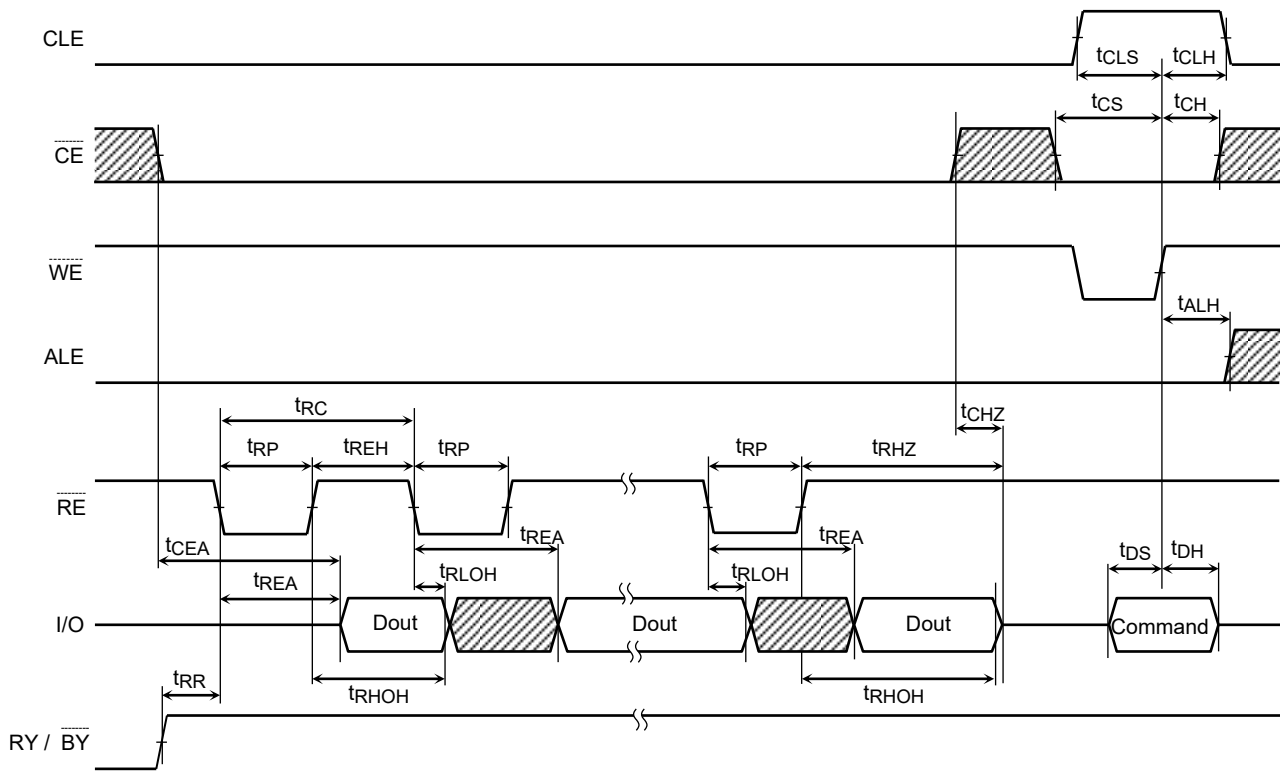 CLE
tCLS tCLH
tCS tCH
CE
WE
tALH
ALE
tRC
tCHZ
tRP tREH tRP tRP tRHZ
RE
tCEA tREA tREA
tREA tRLOH tRLOH tDS tDH
I/O Dout Dout Dout Command
tRR tRHOH tRHOH
RY / BY